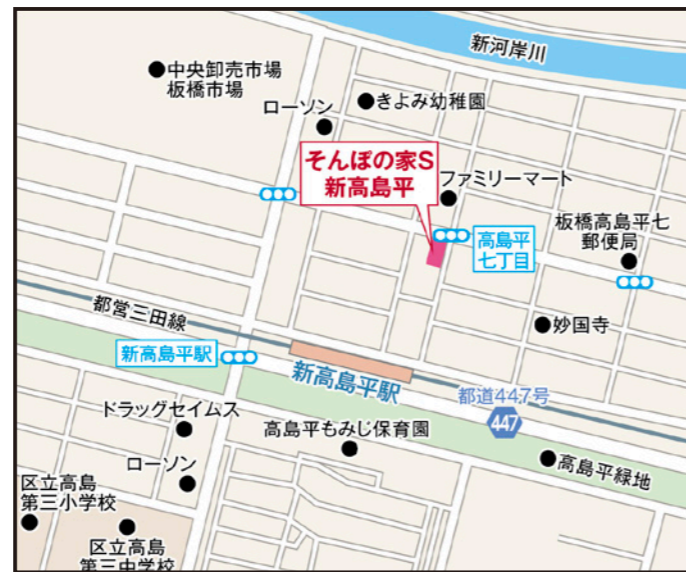 新河岸川
中央卸売市場
板橋市場
きよみ幼稚園
ローソン
そんぽの家S
新高島平
ファミリーマート
高島平
七丁目
板橋高島平七
郵便局
都営三田線
妙国寺
新高島平駅
新高島平駅
都道447号
447
ドラッグセイムス
高島平もみじ保育園
ローソン
高島平緑地
区立高島
第三小学校
区立高島
第三中学校